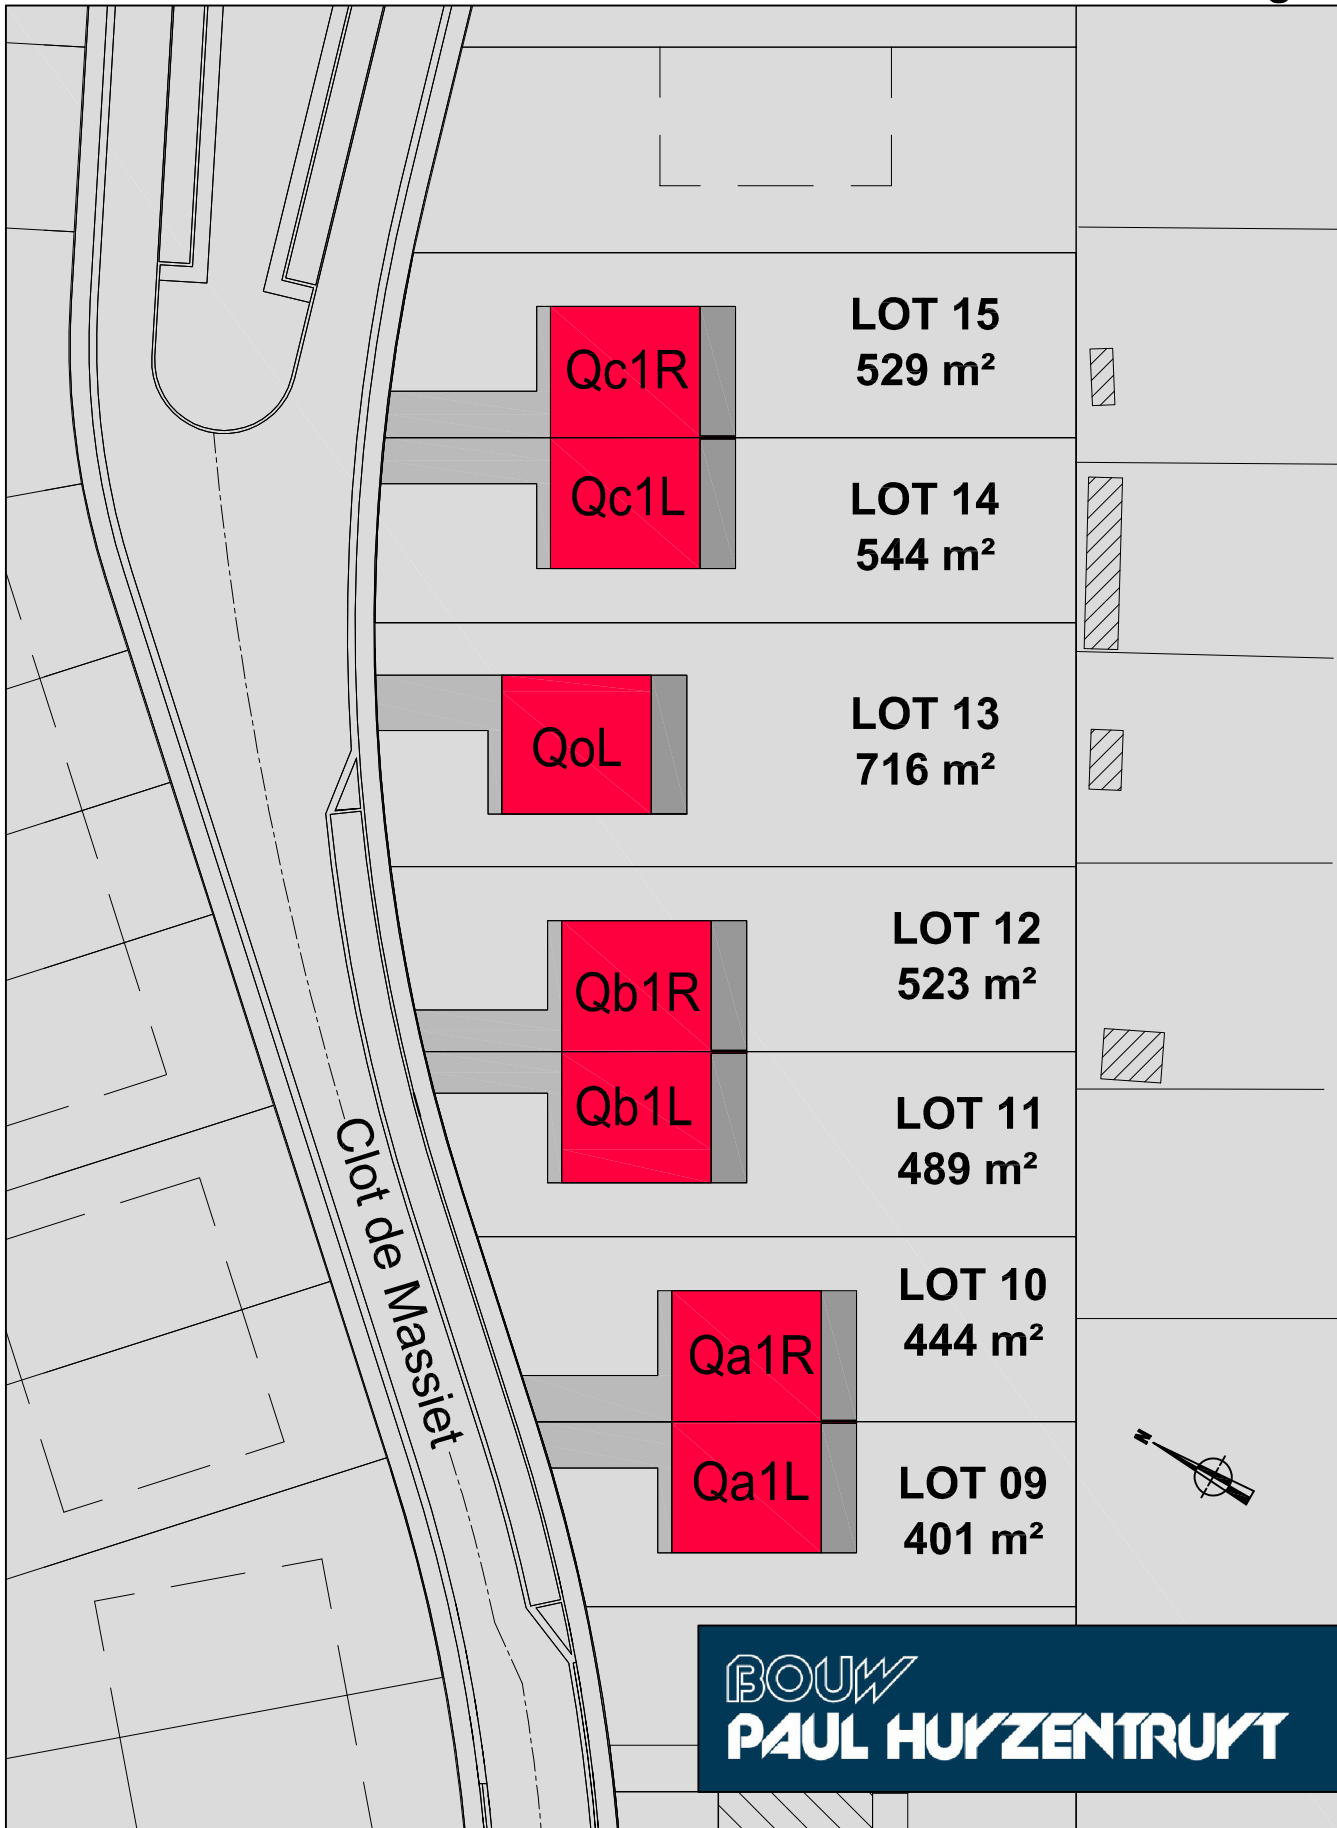 Qc1R
LOT 15
529 m²
Qc1L
LOT 14
544 m²
QoL
LOT 13
716 m²
Qb1R
LOT 12
523 m²
Qb1L
LOT 11
489 m²
Clot de Massiet
Qa1R
LOT 10
444 m²
Qa1L
LOT 09
401 m²
N
BOUW
PAUL HUYZENTRUYT